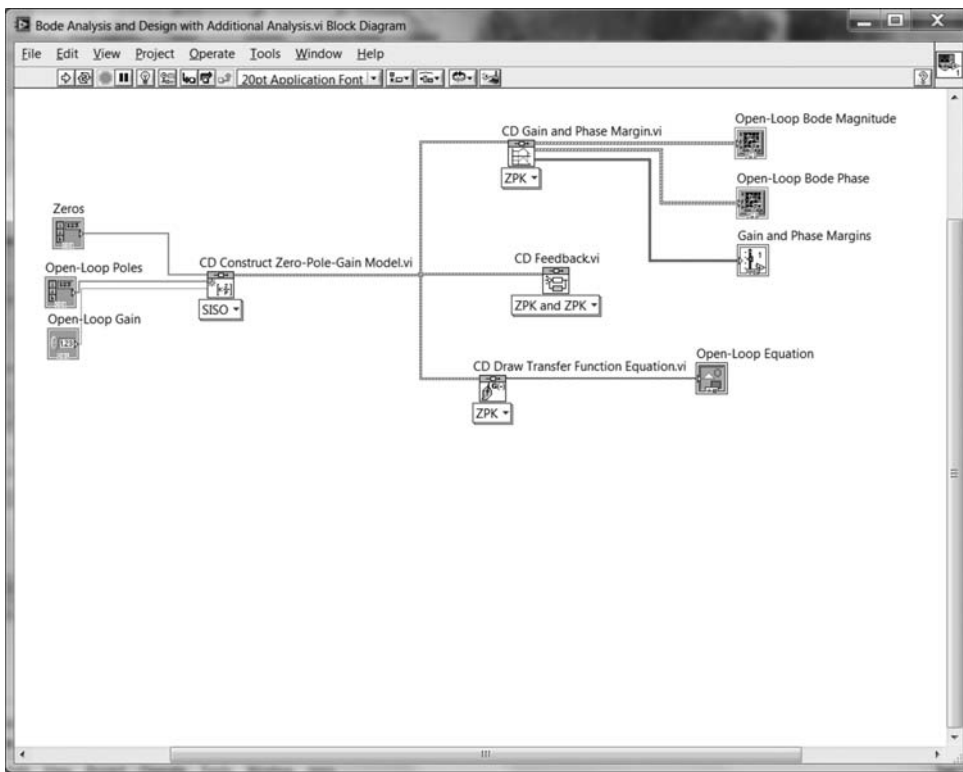 Bode Analysis and Design with Additional Analysis.vi Block Diagram
File Edit View Project Operate Tools Window Help
20pt Application Font
1
CD Gain and Phase Margin.vi
ZPK
Open-Loop Bode Magnitude
Open-Loop Bode Phase
Gain and Phase Margins
Zeros
Open-Loop Poles
Open-Loop Gain
CD Construct Zero-Pole-Gain Model.vi
SISO
CD Feedback.vi
ZPK and ZPK
CD Draw Transfer Function Equation.vi
ZPK
Open-Loop Equation